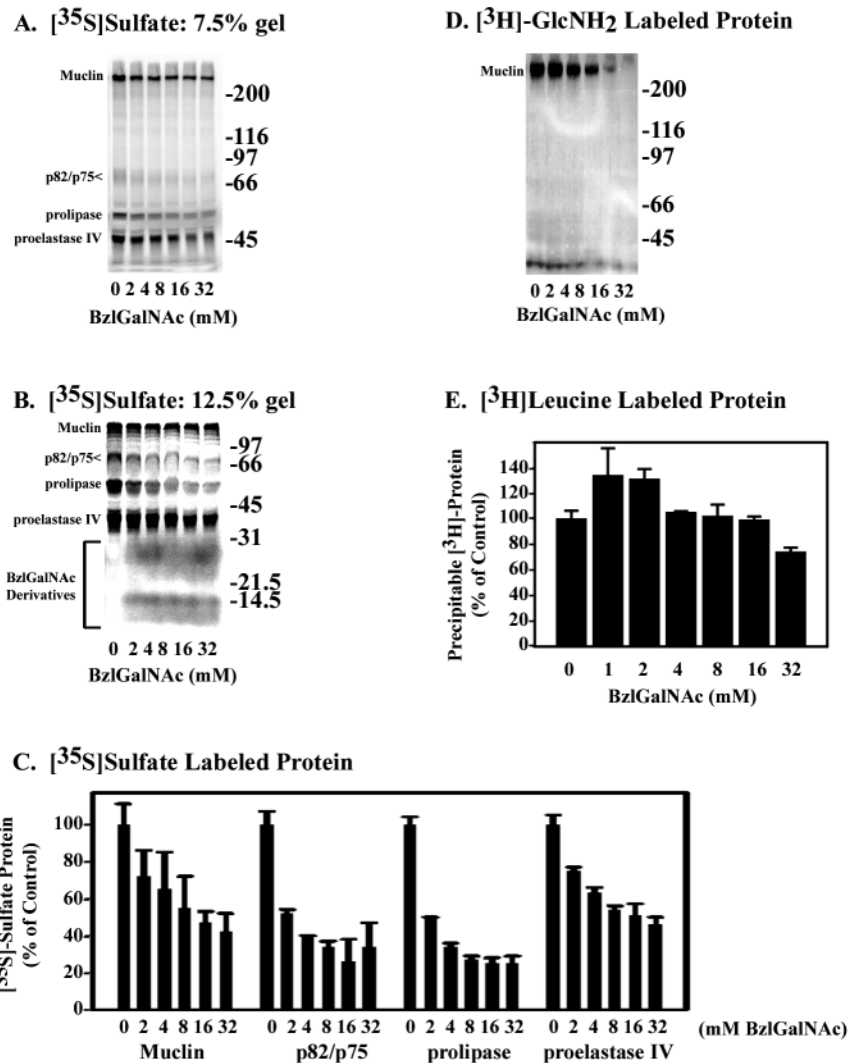 A. [35S]Sulfate: 7.5% gel
Muclin
-200
-116
-97
p82/p75<
-66
prolipase
proelastase IV
-45
0 2 4 8 16 32
BzlGalNAc (mM)
D. [3H]-GlcNH2 Labeled Protein
Muclin
-200
-116
-97
-66
-45
0 2 4 8 16 32
BzlGalNAc (mM)
B. [35S]Sulfate: 12.5% gel
Muclin
-97
p82/p75<
-66
prolipase
-45
proelastase IV
-31
BzlGalNAc
Derivatives
-21.5
-14.5
0 2 4 8 16 32
BzlGalNAc (mM)
E. [3H]Leucine Labeled Protein
Precipitable [3H]-Protein
(% of Control)
140
120
100
80
60
40
20
0
0 1 2 4 8 16 32
BzlGalNAc (mM)
C. [35S]Sulfate Labeled Protein
[35S]-Sulfate Protein
(% of Control)
100
80
60
40
20
0
0 2 4 8 16 32 0 2 4 8 16 32 0 2 4 8 16 32 0 2 4 8 16 32 (mM BzlGalNAc)
Muclin p82/p75 prolipase proelastase IV